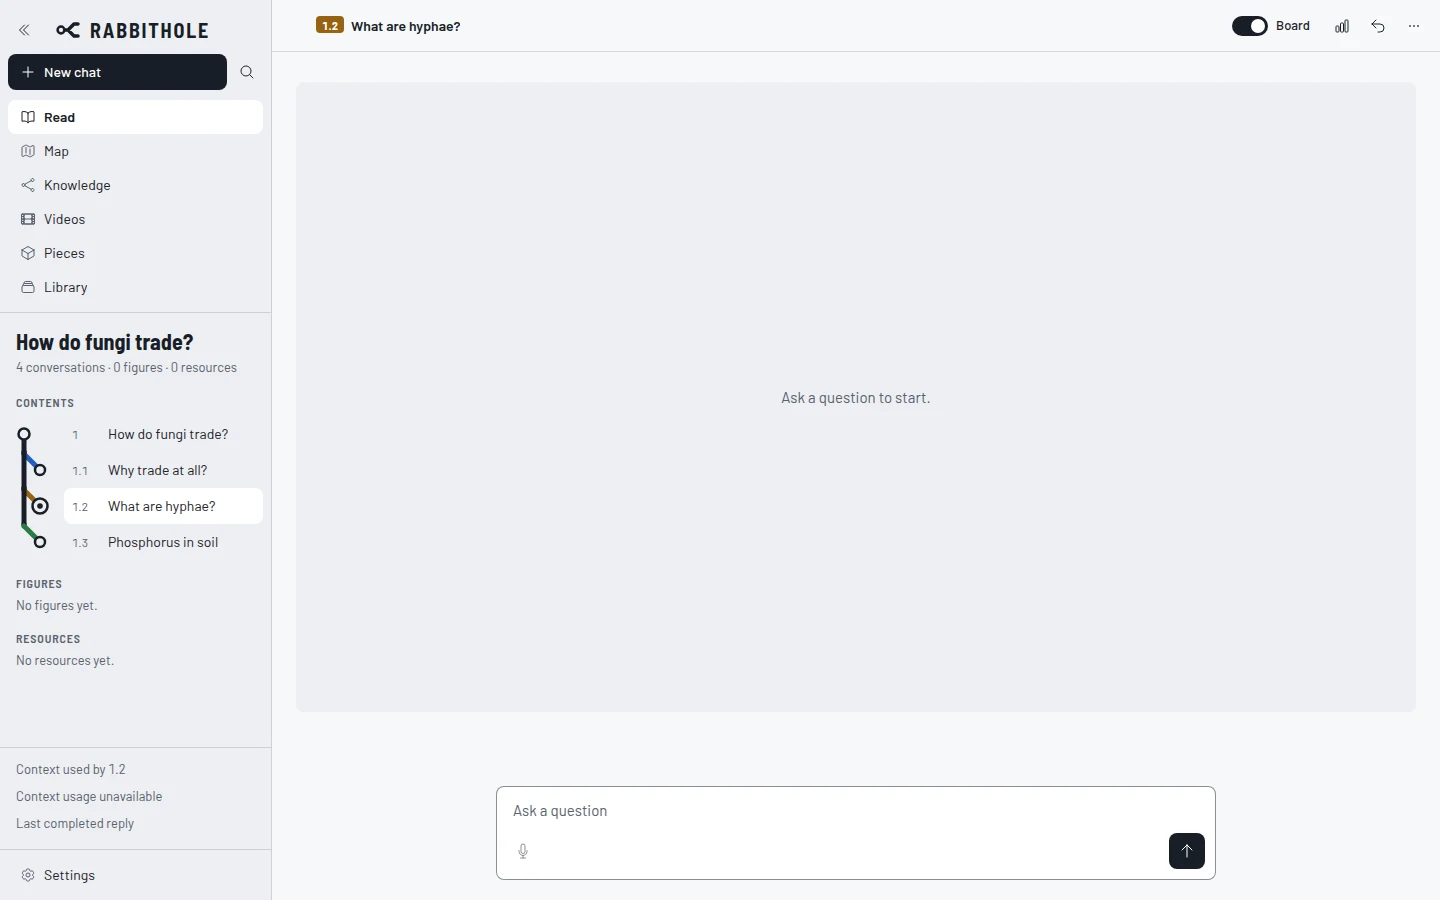 RABBITHOLE
New chat
Read
Map
Knowledge
Videos
Pieces
Library
How do fungi trade?
4 conversations · 0 figures · 0 resources
CONTENTS
1 How do fungi trade?
1.1 Why trade at all?
1.2 What are hyphae?
1.3 Phosphorus in soil
FIGURES
No figures yet.
RESOURCES
No resources yet.
Context used by 1.2
Context usage unavailable
Last completed reply
Settings
1.2 What are hyphae?
Board
Ask a question to start.
Ask a question